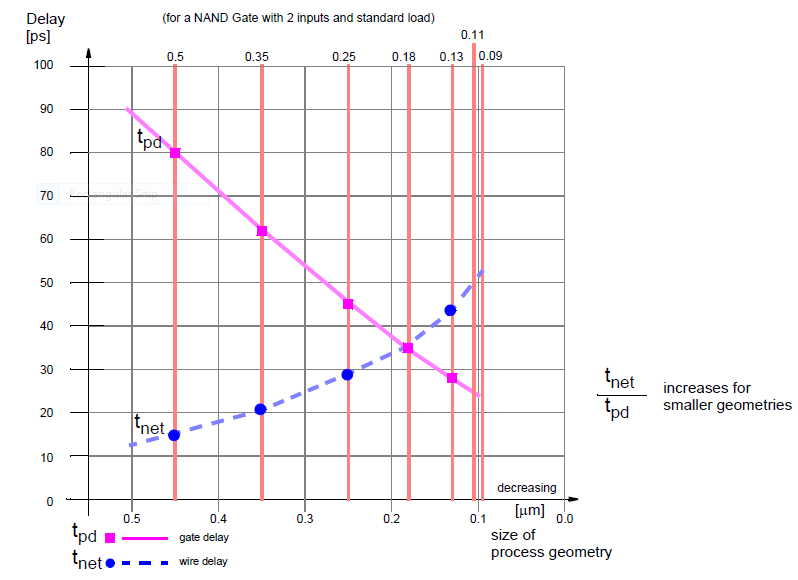 Delay
[ps]
(for a NAND Gate with 2 inputs and standard load)
0.11
0.5 0.35 0.25 0.18 0.13 0.09
100
90
80
70
60
50
40
30
20
10
0
tpd
Rectangular Snip
tnet
tnet
tpd
increases for
smaller geometries
decreasing
0.5 0.4 0.3 0.2 0.1 0.0
[μm]
size of
process geometry
tpd gate delay
tnet wire delay